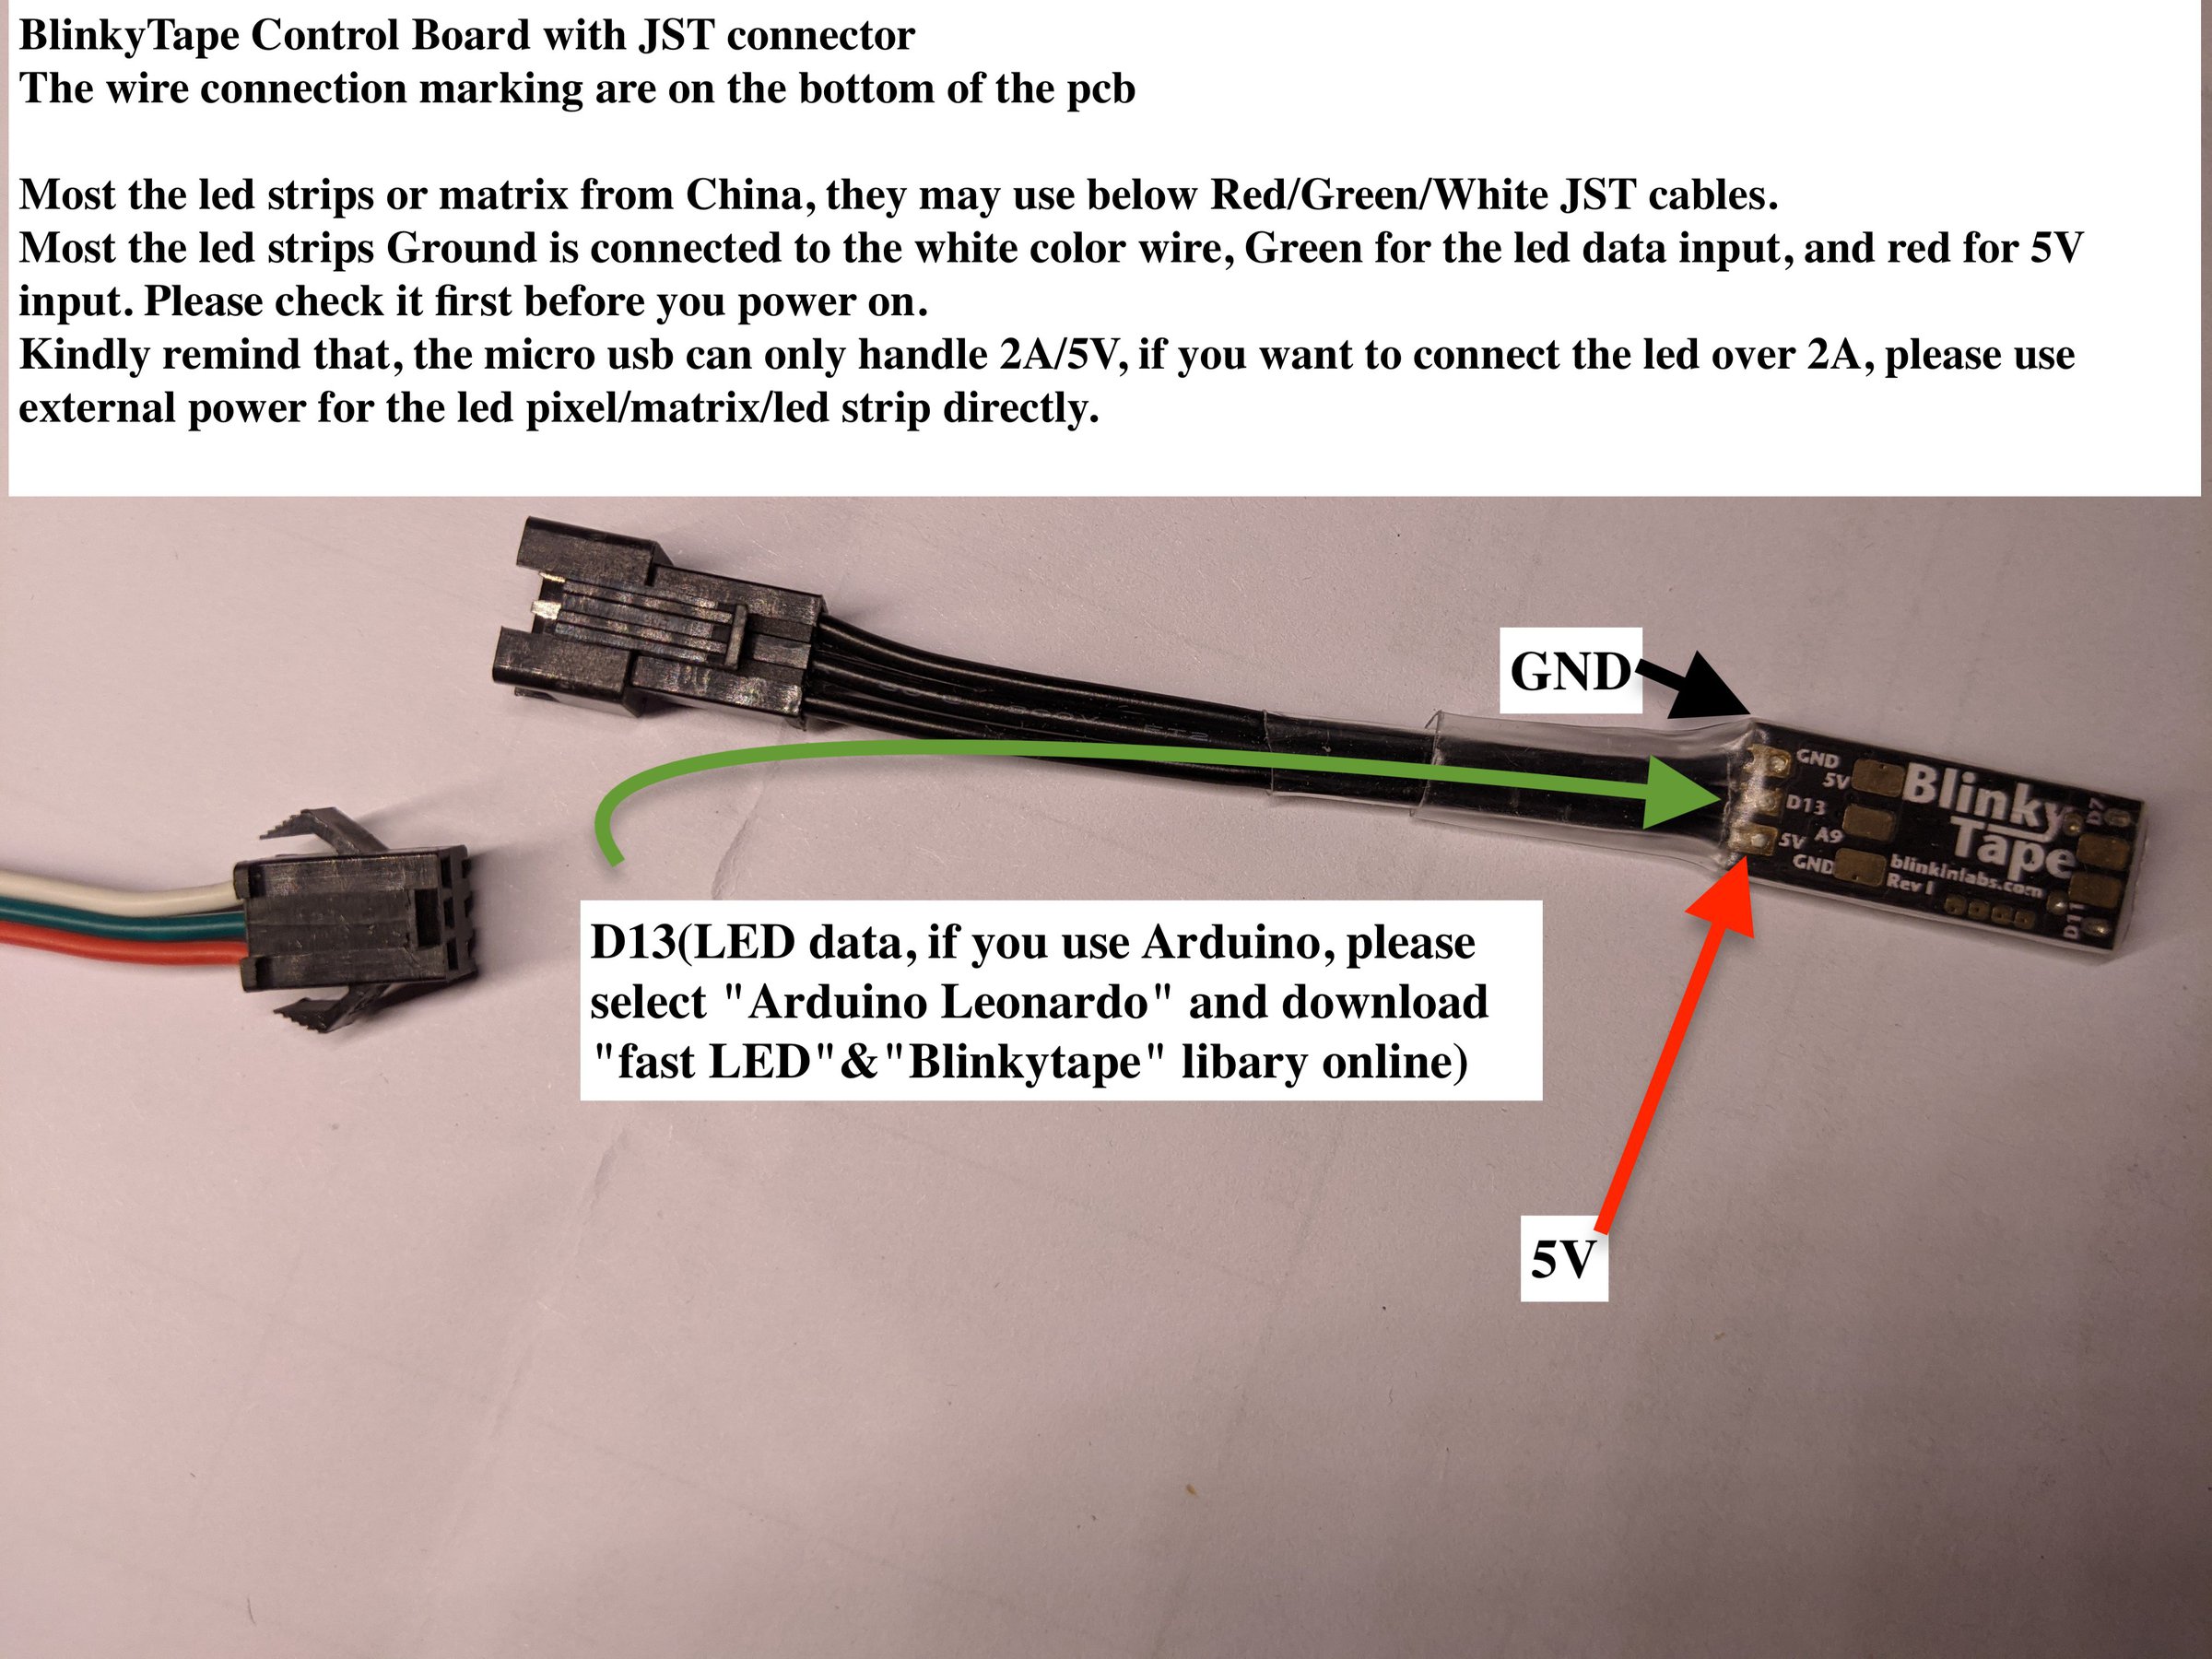 BlinkyTape Control Board with JST connector
The wire connection marking are on the bottom of the pcb
Most the led strips or matrix from China, they may use below Red/Green/White JST cables.
Most the led strips Ground is connected to the white color wire, Green for the led data input, and red for 5V
input. Please check it first before you power on.
Kindly remind that, the micro usb can only handle 2A/5V, if you want to connect the led over 2A, please use
external power for the led pixel/matrix/led strip directly.
GND
GND
5V
D13
5V
A9
GND
Blinky
Tape
blinkinlabs.com
Rev I
D7
D11
D13(LED data, if you use Arduino, please
select "Arduino Leonardo" and download
"fast LED"&"Blinkytape" libary online)
5V